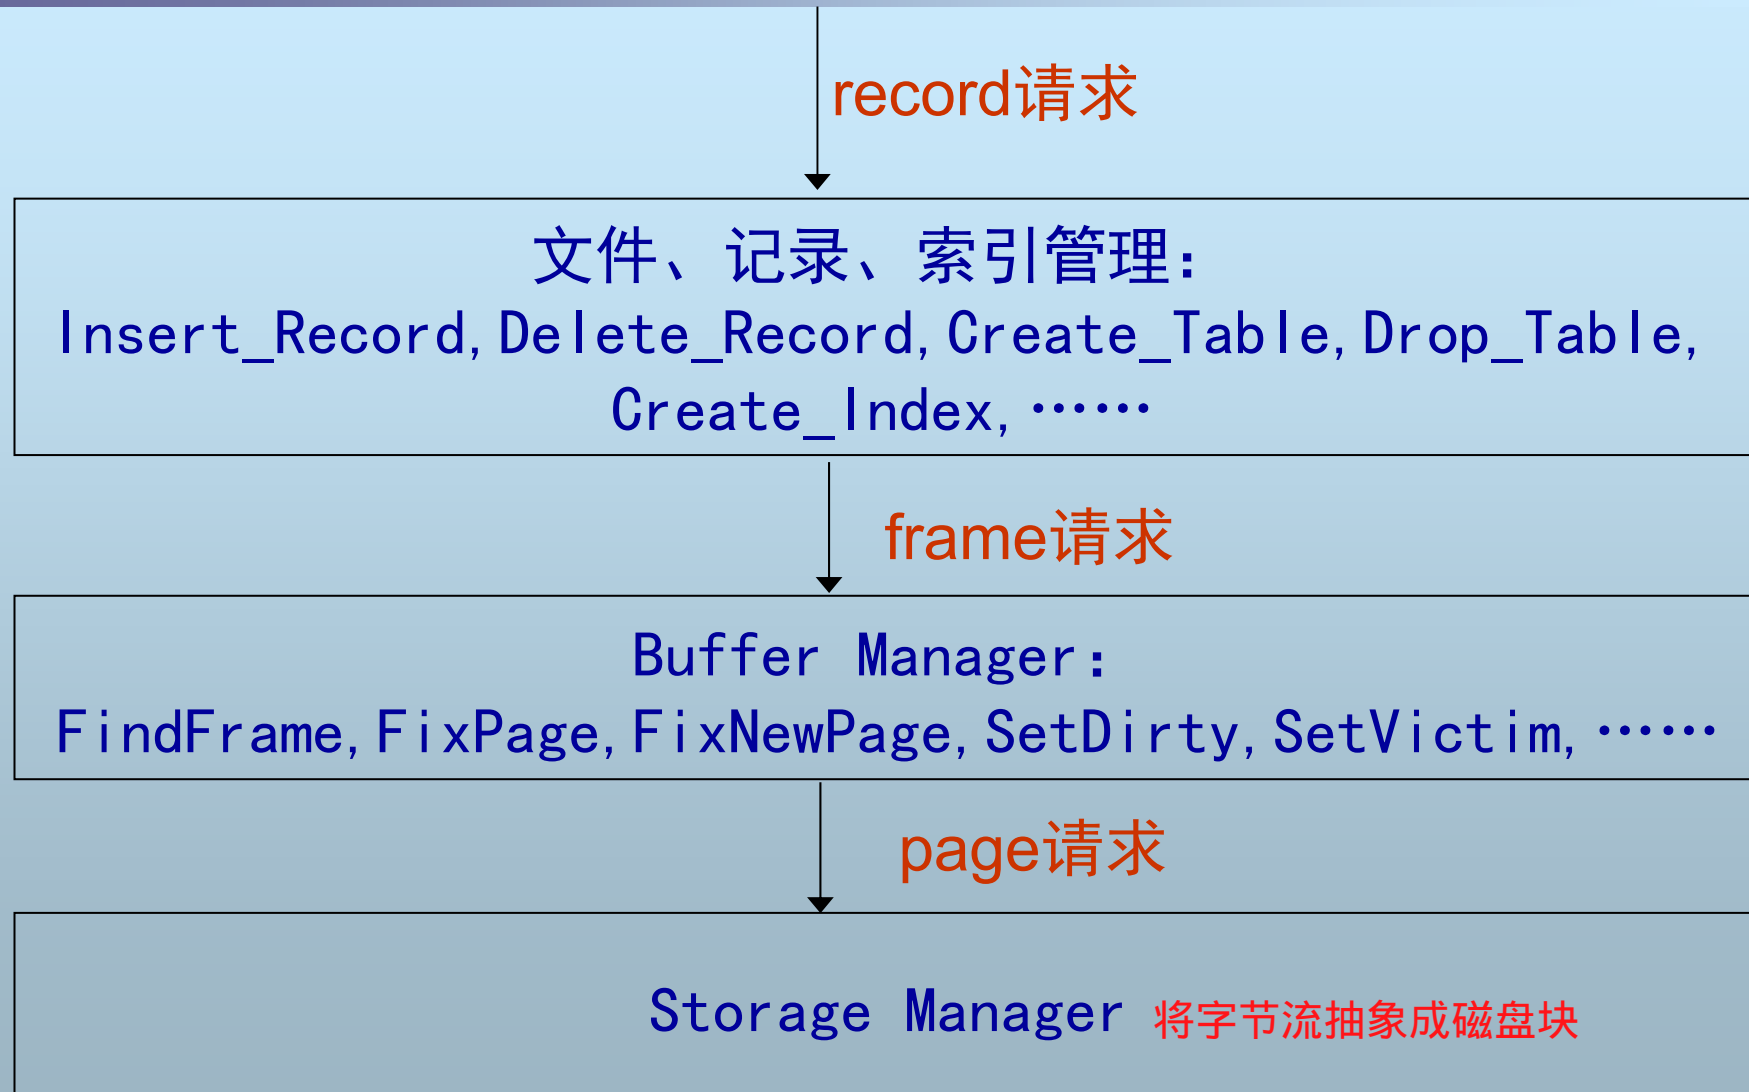 record请求
文件、记录、索引管理：
Insert_Record,Delete_Record,Create_Table,Drop_Table,
Create_Index,……
frame请求
Buffer Manager：
FindFrame,FixPage,FixNewPage,SetDirty,SetVictim,……
page请求
Storage Manager 将字节流抽象成磁盘块